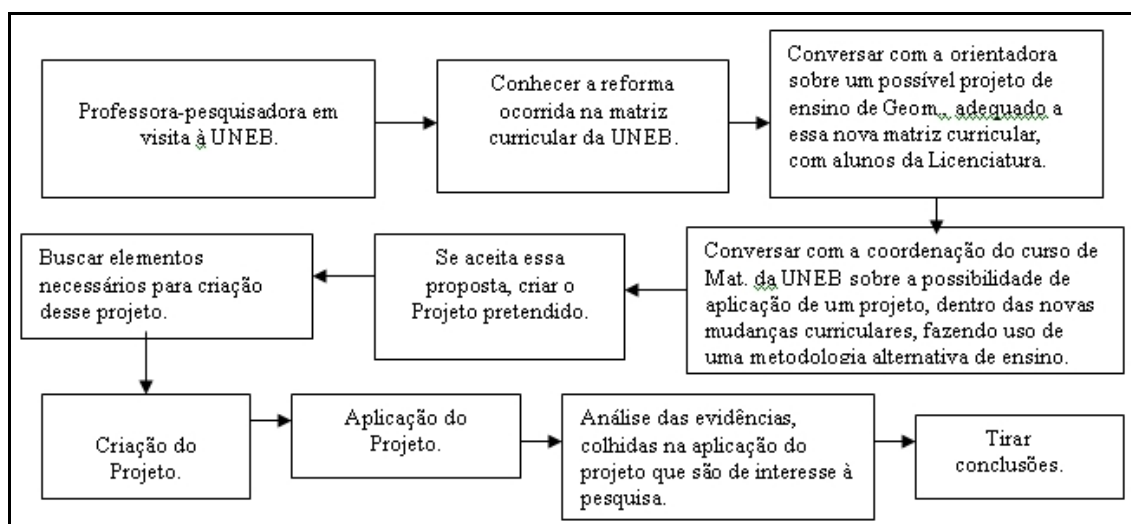 Professora-pesquisadora em
visita à UNEB.
Conhecer a reforma
ocorrida na matriz
curricular da UNEB.
Conversar com a orientadora
sobre um possível projeto de
ensino de Geom., adequado a
essa nova matriz curricular,
com alunos da Licenciatura.
Conversar com a coordenação do curso de
Mat. da UNEB sobre a possibilidade de
aplicação de um projeto, dentro das novas
mudanças curriculares, fazendo uso de
uma metodologia alternativa de ensino.
Se aceita essa
proposta, criar o
Projeto pretendido.
Buscar elementos
necessários para criação
desse projeto.
Criação do
Projeto.
Aplicação do
Projeto.
Análise das evidências,
colhidas na aplicação do
projeto que são de interesse à
pesquisa.
Tirar
conclusões.